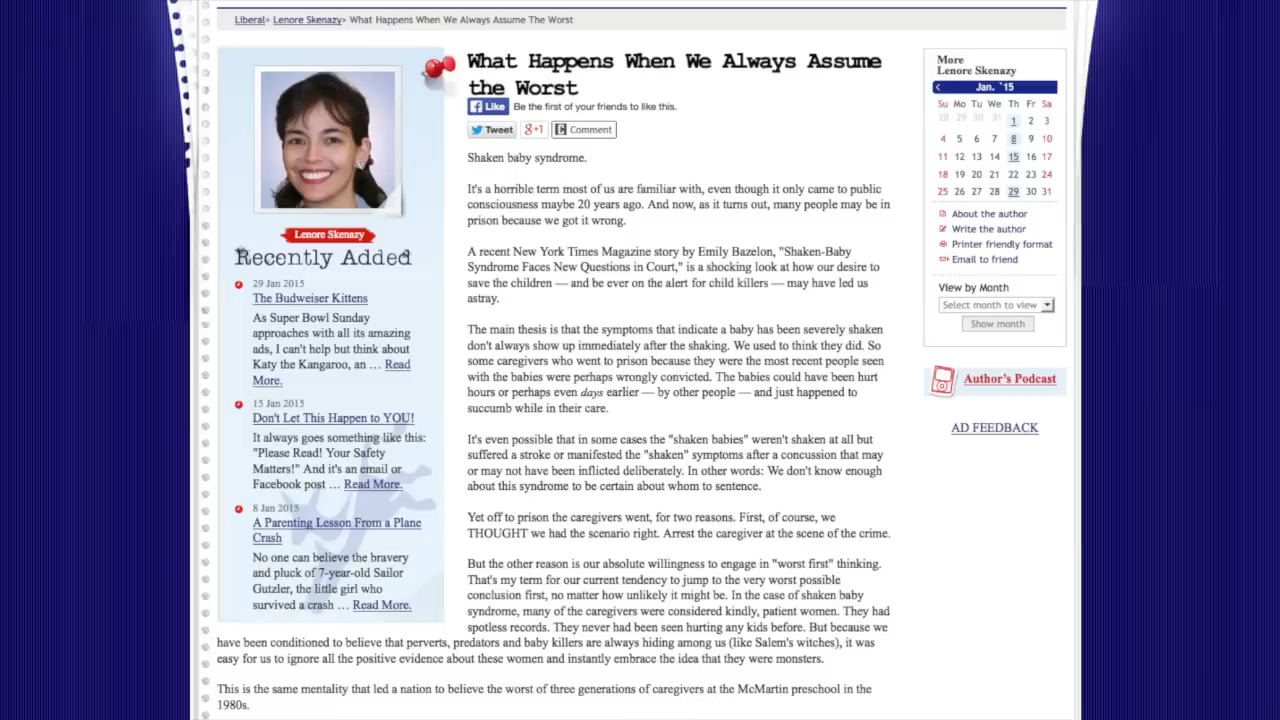 Liberal> Lenore Skenazy> What Happens When We Always Assume The Worst
Lenore Skenazy
Recently Added
29 Jan 2015
The Budweiser Kittens
As Super Bowl Sunday
approaches with all its amazing
ads, I can't help but think about
Katy the Kangaroo, an ... Read
More.
15 Jan 2015
Don't Let This Happen to YOU!
It always goes something like this:
"Please Read! Your Safety
Matters!" And it's an email or
Facebook post ... Read More.
8 Jan 2015
A Parenting Lesson From a Plane
Crash
No one can believe the bravery
and pluck of 7-year-old Sailor
Gutzler, the little girl who
survived a crash ... Read More.
What Happens When We Always Assume
the Worst
Like Be the first of your friends to like this.
Tweet g+1 Comment
Shaken baby syndrome.
It's a horrible term most of us are familiar with, even though it only came to public
consciousness maybe 20 years ago. And now, as it turns out, many people may be in
prison because we got it wrong.
A recent New York Times Magazine story by Emily Bazelon, "Shaken-Baby
Syndrome Faces New Questions in Court," is a shocking look at how our desire to
save the children — and be ever on the alert for child killers — may have led us
astray.
The main thesis is that the symptoms that indicate a baby has been severely shaken
don't always show up immediately after the shaking. We used to think they did. So
some caregivers who went to prison because they were the most recent people seen
with the babies were perhaps wrongly convicted. The babies could have been hurt
hours or perhaps even days earlier — by other people — and just happened to
succumb while in their care.
It's even possible that in some cases the "shaken babies" weren't shaken at all but
suffered a stroke or manifested the "shaken" symptoms after a concussion that may
or may not have been inflicted deliberately. In other words: We don't know enough
about this syndrome to be certain about whom to sentence.
Yet off to prison the caregivers went, for two reasons. First, of course, we
THOUGHT we had the scenario right. Arrest the caregiver at the scene of the crime.
But the other reason is our absolute willingness to engage in "worst first" thinking.
That's my term for our current tendency to jump to the very worst possible
conclusion first, no matter how unlikely it might be. In the case of shaken baby
syndrome, many of the caregivers were considered kindly, patient women. They had
spotless records. They never had been seen hurting any kids before. But because we
have been conditioned to believe that perverts, predators and baby killers are always hiding among us (like Salem's witches), it was
easy for us to ignore all the positive evidence about these women and instantly embrace the idea that they were monsters.
This is the same mentality that led a nation to believe the worst of three generations of caregivers at the McMartin preschool in the
1980s.
More
Lenore Skenazy
Jan. `15
Su Mo Tu We Th Fr Sa
28 29 30 31 1 2 3
4 5 6 7 8 9 10
11 12 13 14 15 16 17
18 19 20 21 22 23 24
25 26 27 28 29 30 31
About the author
Write the author
Printer friendly format
Email to friend
View by Month
Select month to view
Show month
Author's Podcast
AD FEEDBACK